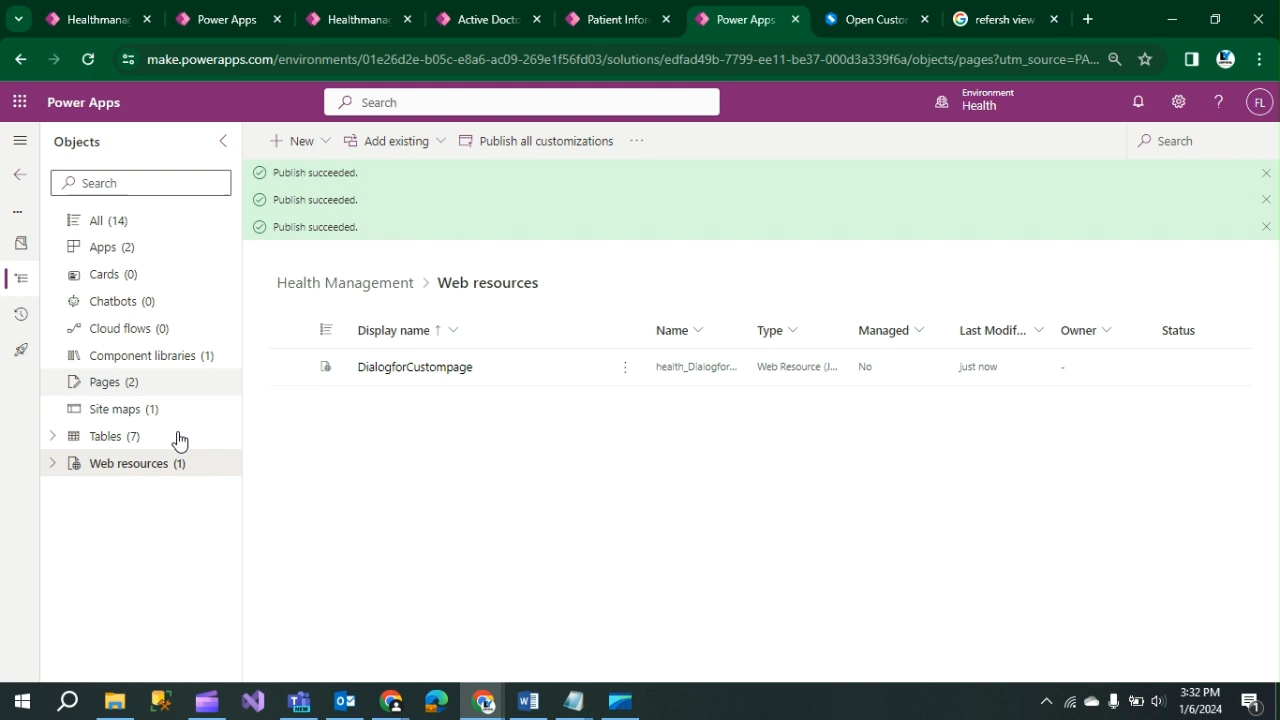 Healthmana
Power Apps
Healthmana
Active Docto
Patient Infor
Power Apps
Open Custor
refersh view
make.powerapps.com/environments/01e26d2e-b05c-e8a6-ac09-269e1f56fd03/solutions/edfad49b-7799-ee11-be37-000d3a339f6a/objects/pages?utm_source=PA...
Power Apps
Search
Environment
Health
FL
Objects
New
Add existing
Publish all customizations
Search
Search
Publish succeeded.
Publish succeeded.
Publish succeeded.
All (14)
Apps (2)
Cards (0)
Chatbots (0)
Cloud flows (0)
Component libraries (1)
Pages (2)
Site maps (1)
Tables (7)
Web resources (1)
Health Management > Web resources
Display name ↑ Name Type Managed Last Modif... Owner Status
DialogforCustompage health_Dialogfor... Web Resource (J... No just now -
3:32 PM
1/6/2024